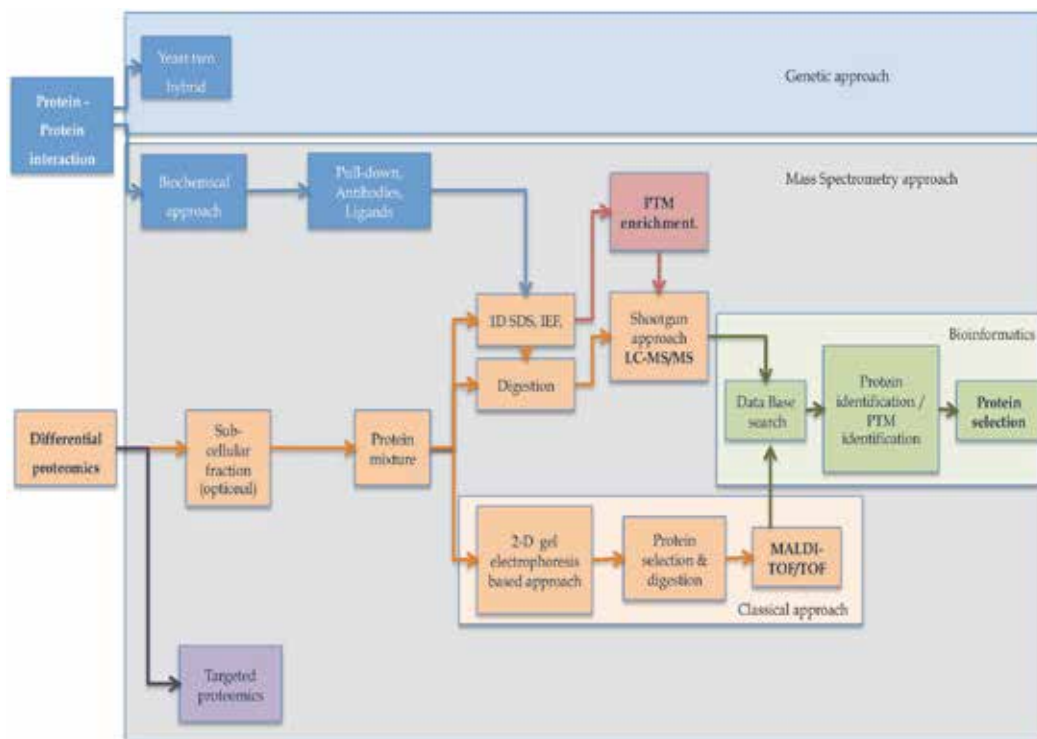 Yeast two
hybrid
Genetic approach
Protein -
Protein
interaction
Biochemical
approach
Pull-down,
Antibodies,
Ligands
Mass Spectrometry approach
PTM
enrichment.
1D SDS, IEF,
Shootgun
approach
LC-MS/MS
Digestion
Bioinformatics
Data Base
search
Protein
identification /
PTM
identification
Protein
selection
Differential
proteomics
Sub-
cellular
fraction
(optional)
Protein
mixture
2-D gel
electrophoresis
based approach
Protein
selection &
digestion
MALDI-
TOF/TOF
Classical approach
Targeted
proteomics